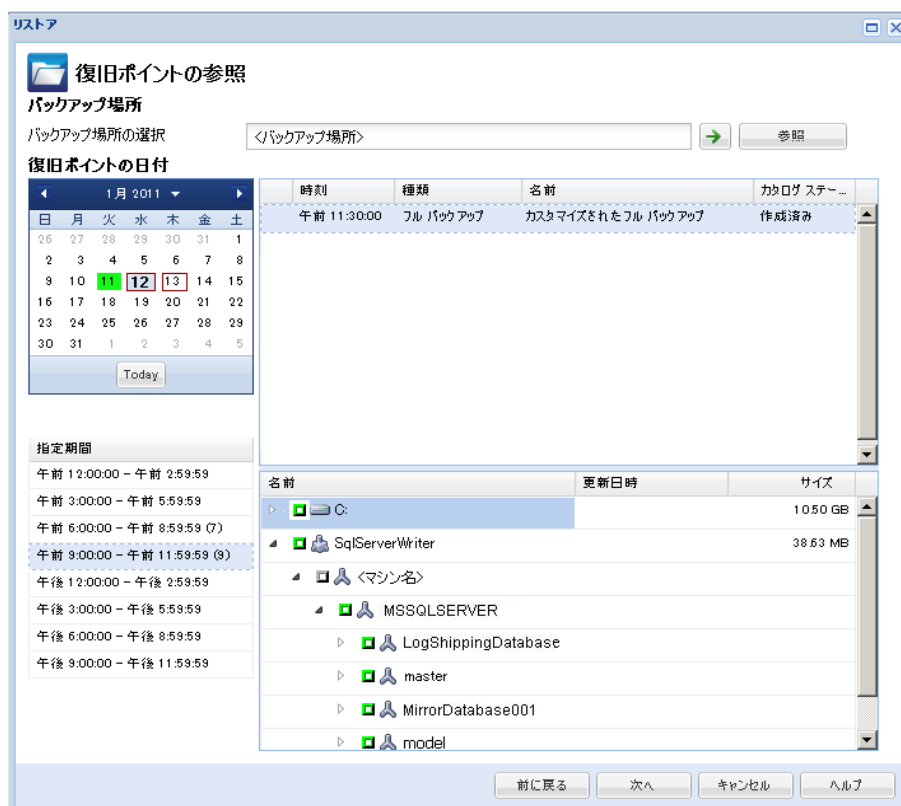 リストア
復旧ポイントの参照
バックアップ場所
バックアップ場所の選択
<バックアップ場所>
参照
復旧ポイントの日付
1月 2011
日 月 火 水 木 金 土
26 27 28 29 30 31 1
2 3 4 5 6 7 8
9 10 11 12 13 14 15
16 17 18 19 20 21 22
23 24 25 26 27 28 29
30 31 1 2 3 4 5
Today
時刻 種類 名前 カタログ ステー...
午前 11:30:00 フル バックアップ カスタマイズされたフル バックアップ 作成済み
指定期間
午前 12:00:00 - 午前 2:59:59
午前 3:00:00 - 午前 5:59:59
午前 6:00:00 - 午前 8:59:59 (7)
午前 9:00:00 - 午前 11:59:59 (9)
午後 12:00:00 - 午後 2:59:59
午後 3:00:00 - 午後 5:59:59
午後 6:00:00 - 午後 8:59:59
午後 9:00:00 - 午後 11:59:59
名前 更新日時 サイズ
C: 10.50 GB
SqlServerWriter 38.53 MB
<マシン名>
MSSQLSERVER
LogShippingDatabase
master
MirrorDatabase001
model
前に戻る 次へ キャンセル ヘルプ